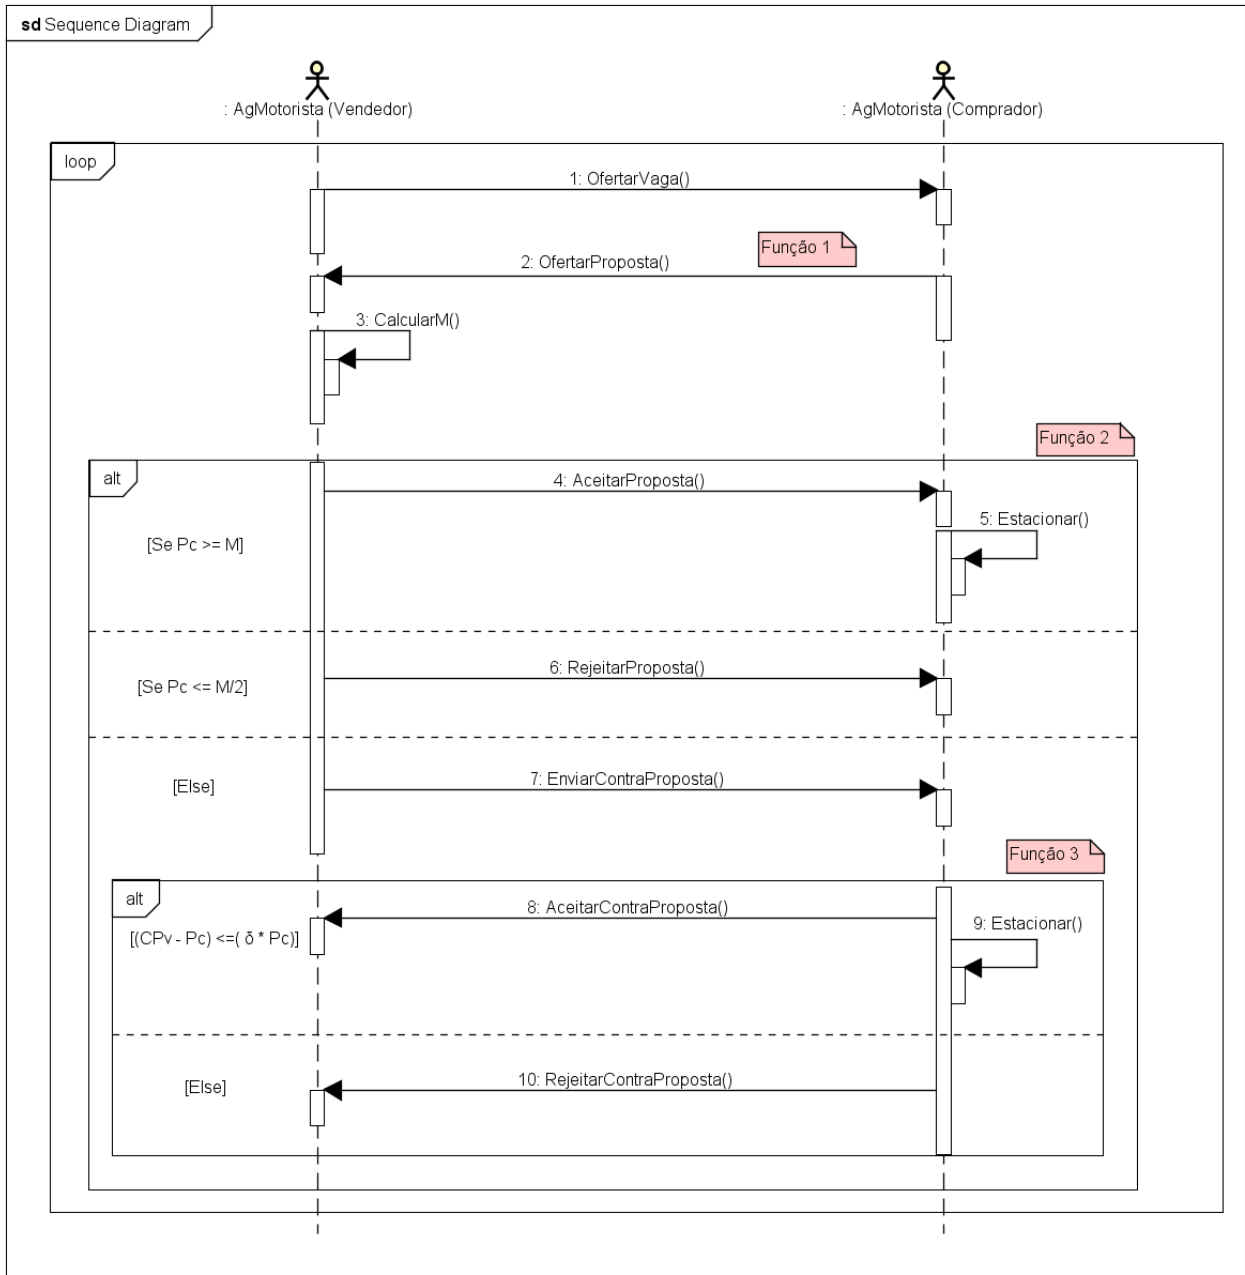 sd Sequence Diagram
: AgMotorista (Vendedor)
: AgMotorista (Comprador)
loop
1: OfertarVaga()
Função 1
2: OfertarProposta()
3: CalcularM()
Função 2
alt
4: AceitarProposta()
5: Estacionar()
[Se Pc >= M]
6: RejeitarProposta()
[Se Pc <= M/2]
7: EnviarContraProposta()
[Else]
Função 3
alt
8: AceitarContraProposta()
9: Estacionar()
[(CPv - Pc) <=( δ * Pc)]
10: RejeitarContraProposta()
[Else]